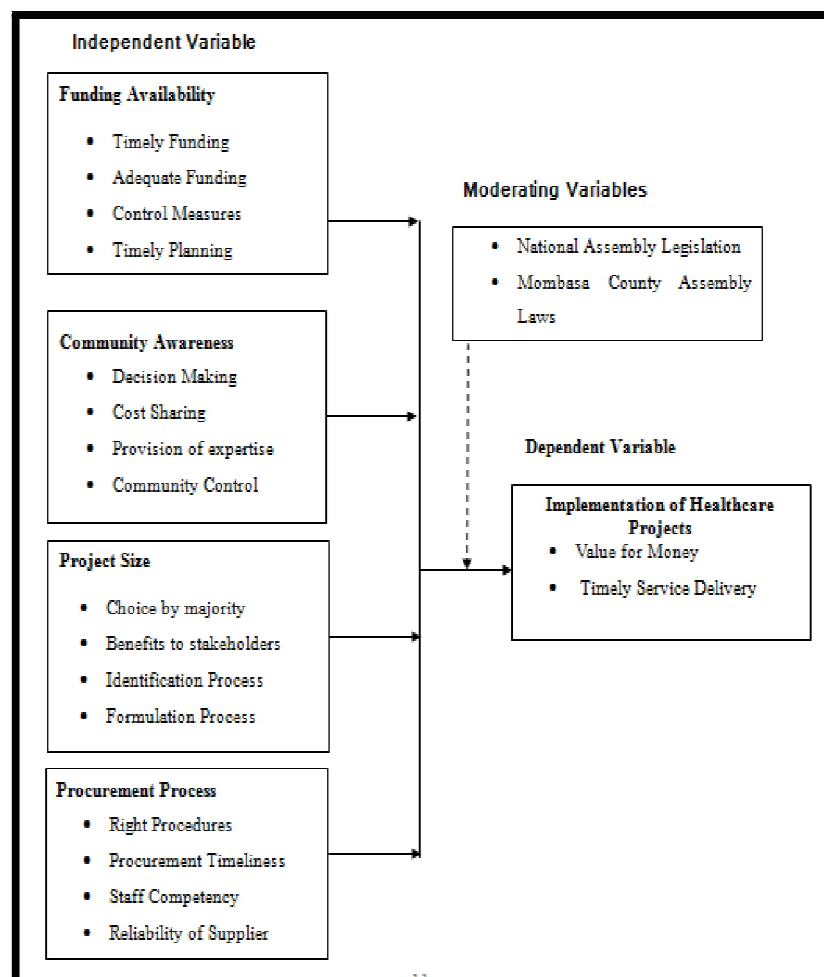 Independent Variable
Funding Availability
• Timely Funding
• Adequate Funding
• Control Measures
• Timely Planning
Community Awareness
• Decision Making
• Cost Sharing
• Provision of expertise
• Community Control
Project Size
• Choice by majority
• Benefits to stakeholders
• Identification Process
• Formulation Process
Procurement Process
• Right Procedures
• Procurement Timeliness
• Staff Competency
• Reliability of Supplier
Moderating Variables
• National Assembly Legislation
• Mombasa County Assembly
Laws
Dependent Variable
Implementation of Healthcare
Projects
• Value for Money
• Timely Service Delivery